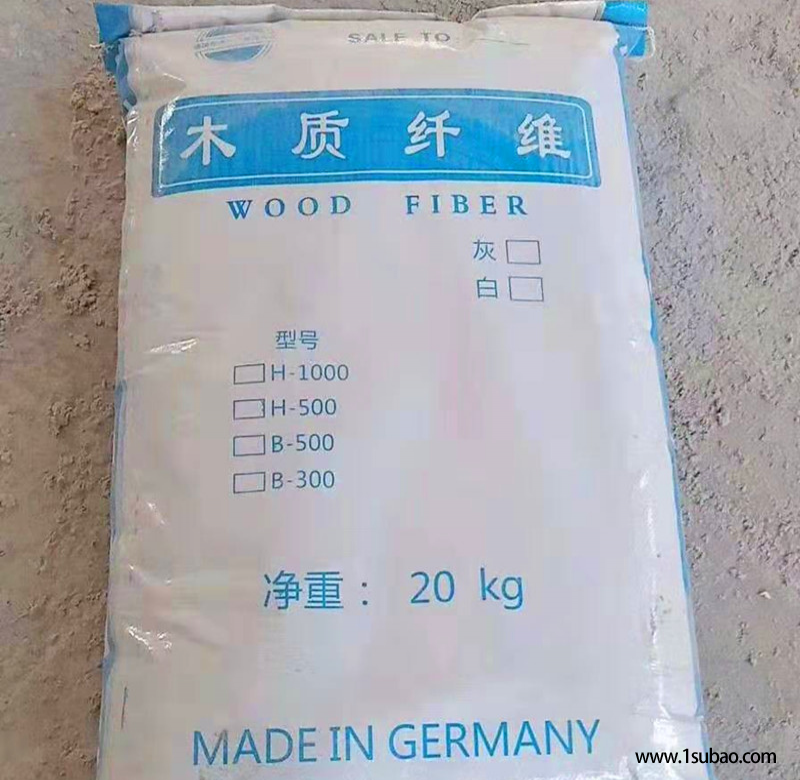 SALE TO
木质纤维
WOOD FIBER
灰
白
型号
H-1000
H-500
B-500
B-300
净重： 20 kg
MADE IN GERMANY
www.1subao.com